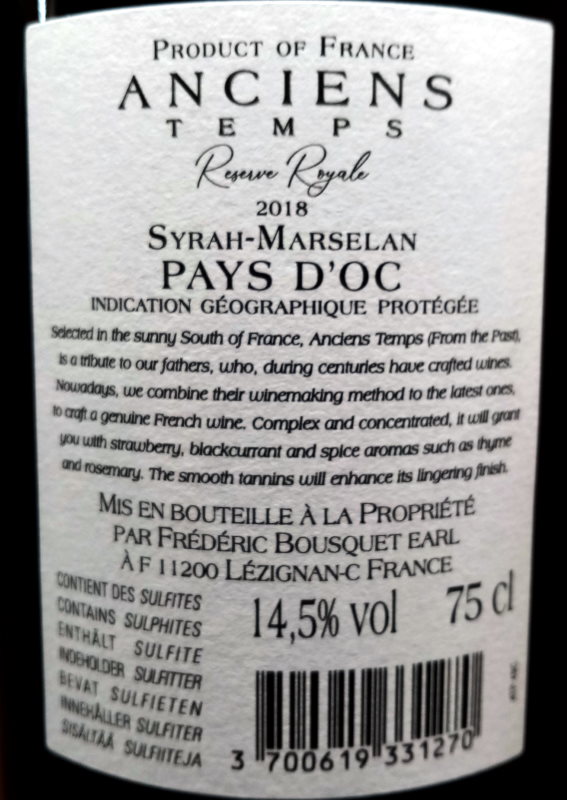 PRODUCT OF FRANCE
ANCIENS
TEMPS
Reserve Royale
2018
SYRAH-MARSELAN
PAYS D'OC
INDICATION GÉOGRAPHIQUE PROTÉGÉE
Selected in the sunny South of France, Anciens Temps (From the Past),
is a tribute to our fathers, who, during centuries have crafted wines.
Nowadays, we combine their winemaking method to the latest ones,
to craft a genuine French wine. Complex and concentrated, it will grant
you with strawberry, blackcurrant and spice aromas such as thyme
and rosemary. The smooth tannins will enhance its lingering finish.
MIS EN BOUTEILLE À LA PROPRIÉTÉ
PAR FRÉDÉRIC BOUSQUET EARL
À F 11200 LÉZIGNAN-C FRANCE
CONTIENT DES SULFITES
CONTAINS SULPHITES
ENTHÄLT SULFITE
INDEHOLDER SULFITTER
BEVAT SULFIETEN
INNEHÅLLER SULFITER
SISÄLTÄÄ SULFIITEJA
14,5% vol 75 cl
3 700619 331270